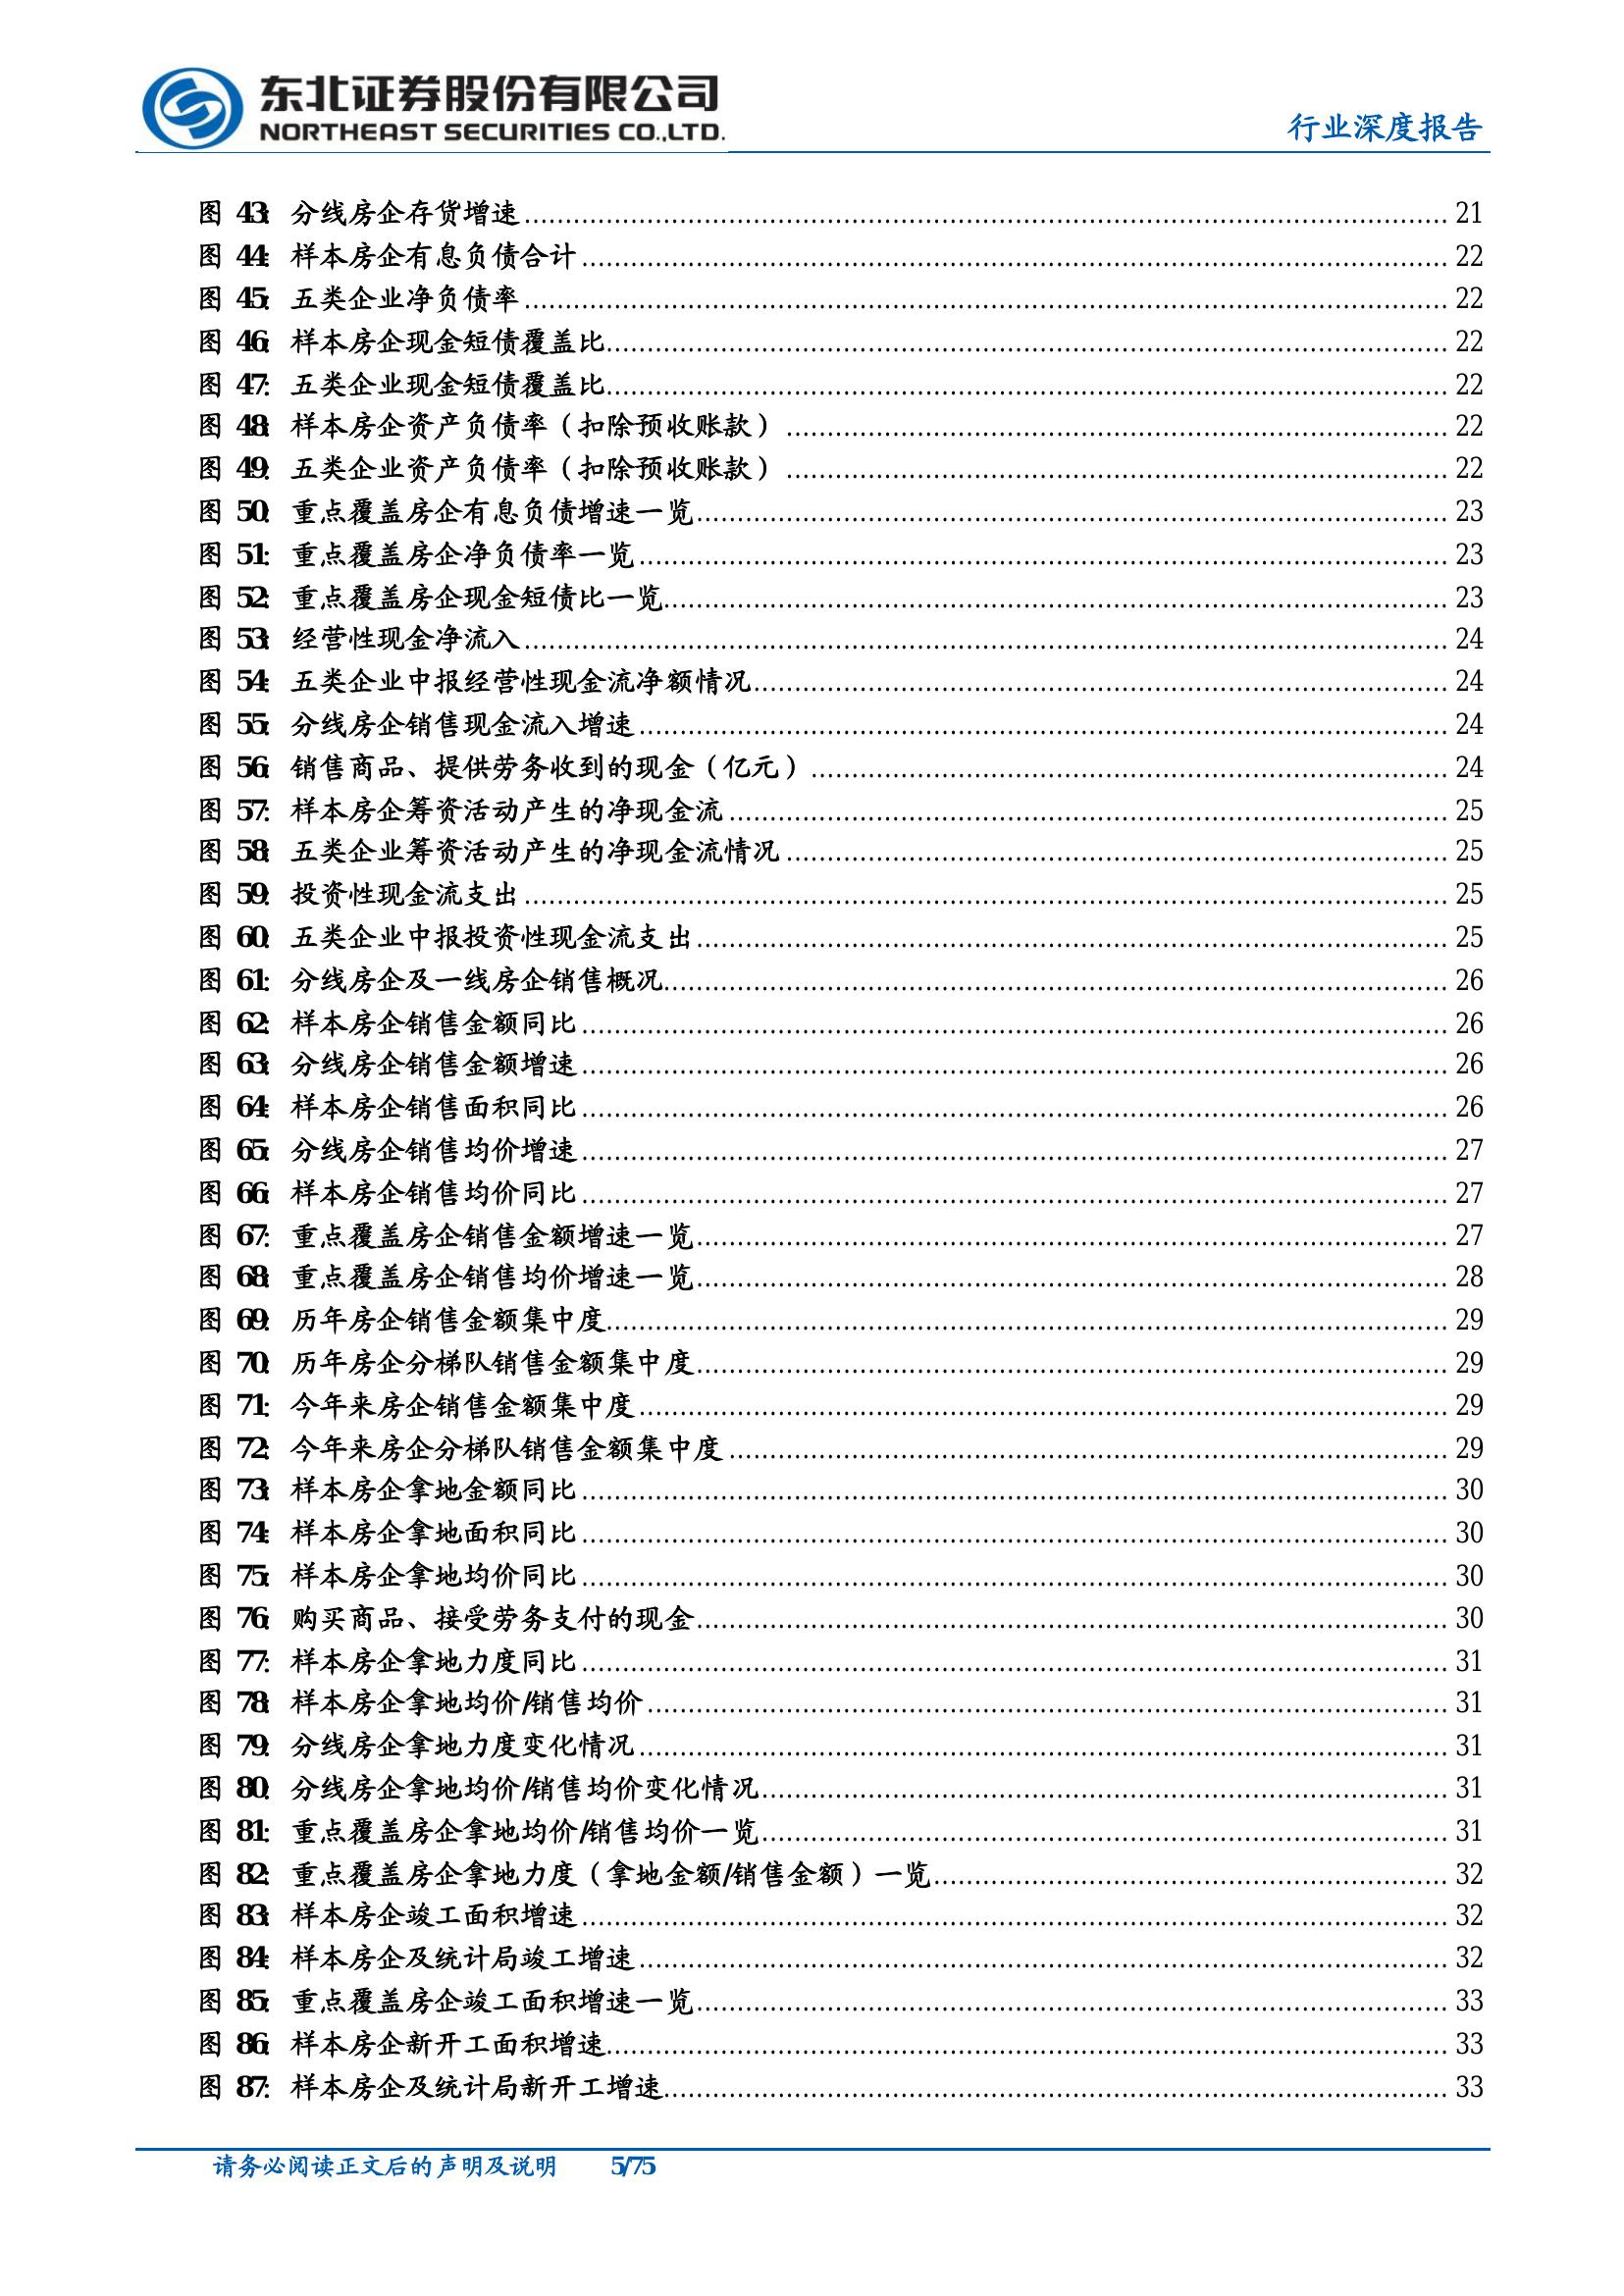 东北证券股份有限公司
NORTHEAST SECURITIES CO.,LTD.
行业深度报告
图 43: 分线房企存货增速 21
图 44: 样本房企有息负债合计 22
图 45: 五类企业净负债率 22
图 46: 样本房企现金短债覆盖比 22
图 47: 五类企业现金短债覆盖比 22
图 48: 样本房企资产负债率（扣除预收账款） 22
图 49: 五类企业资产负债率（扣除预收账款） 22
图 50: 重点覆盖房企有息负债增速一览 23
图 51: 重点覆盖房企净负债率一览 23
图 52: 重点覆盖房企现金短债比一览 23
图 53: 经营性现金净流入 24
图 54: 五类企业中报经营性现金流净额情况 24
图 55: 分线房企销售现金流入增速 24
图 56: 销售商品、提供劳务收到的现金（亿元） 24
图 57: 样本房企筹资活动产生的净现金流 25
图 58: 五类企业筹资活动产生的净现金流情况 25
图 59: 投资性现金流支出 25
图 60: 五类企业中报投资性现金流支出 25
图 61: 分线房企及一线房企销售概况 26
图 62: 样本房企销售金额同比 26
图 63: 分线房企销售金额增速 26
图 64: 样本房企销售面积同比 26
图 65: 分线房企销售均价增速 27
图 66: 样本房企销售均价同比 27
图 67: 重点覆盖房企销售金额增速一览 27
图 68: 重点覆盖房企销售均价增速一览 28
图 69: 历年房企销售金额集中度 29
图 70: 历年房企分梯队销售金额集中度 29
图 71: 今年来房企销售金额集中度 29
图 72: 今年来房企分梯队销售金额集中度 29
图 73: 样本房企拿地金额同比 30
图 74: 样本房企拿地面积同比 30
图 75: 样本房企拿地均价同比 30
图 76: 购买商品、接受劳务支付的现金 30
图 77: 样本房企拿地力度同比 31
图 78: 样本房企拿地均价/销售均价 31
图 79: 分线房企拿地力度变化情况 31
图 80: 分线房企拿地均价/销售均价变化情况 31
图 81: 重点覆盖房企拿地均价/销售均价一览 31
图 82: 重点覆盖房企拿地力度（拿地金额/销售金额）一览 32
图 83: 样本房企竣工面积增速 32
图 84: 样本房企及统计局竣工增速 32
图 85: 重点覆盖房企竣工面积增速一览 33
图 86: 样本房企新开工面积增速 33
图 87: 样本房企及统计局新开工增速 33
请务必阅读正文后的声明及说明 5/75